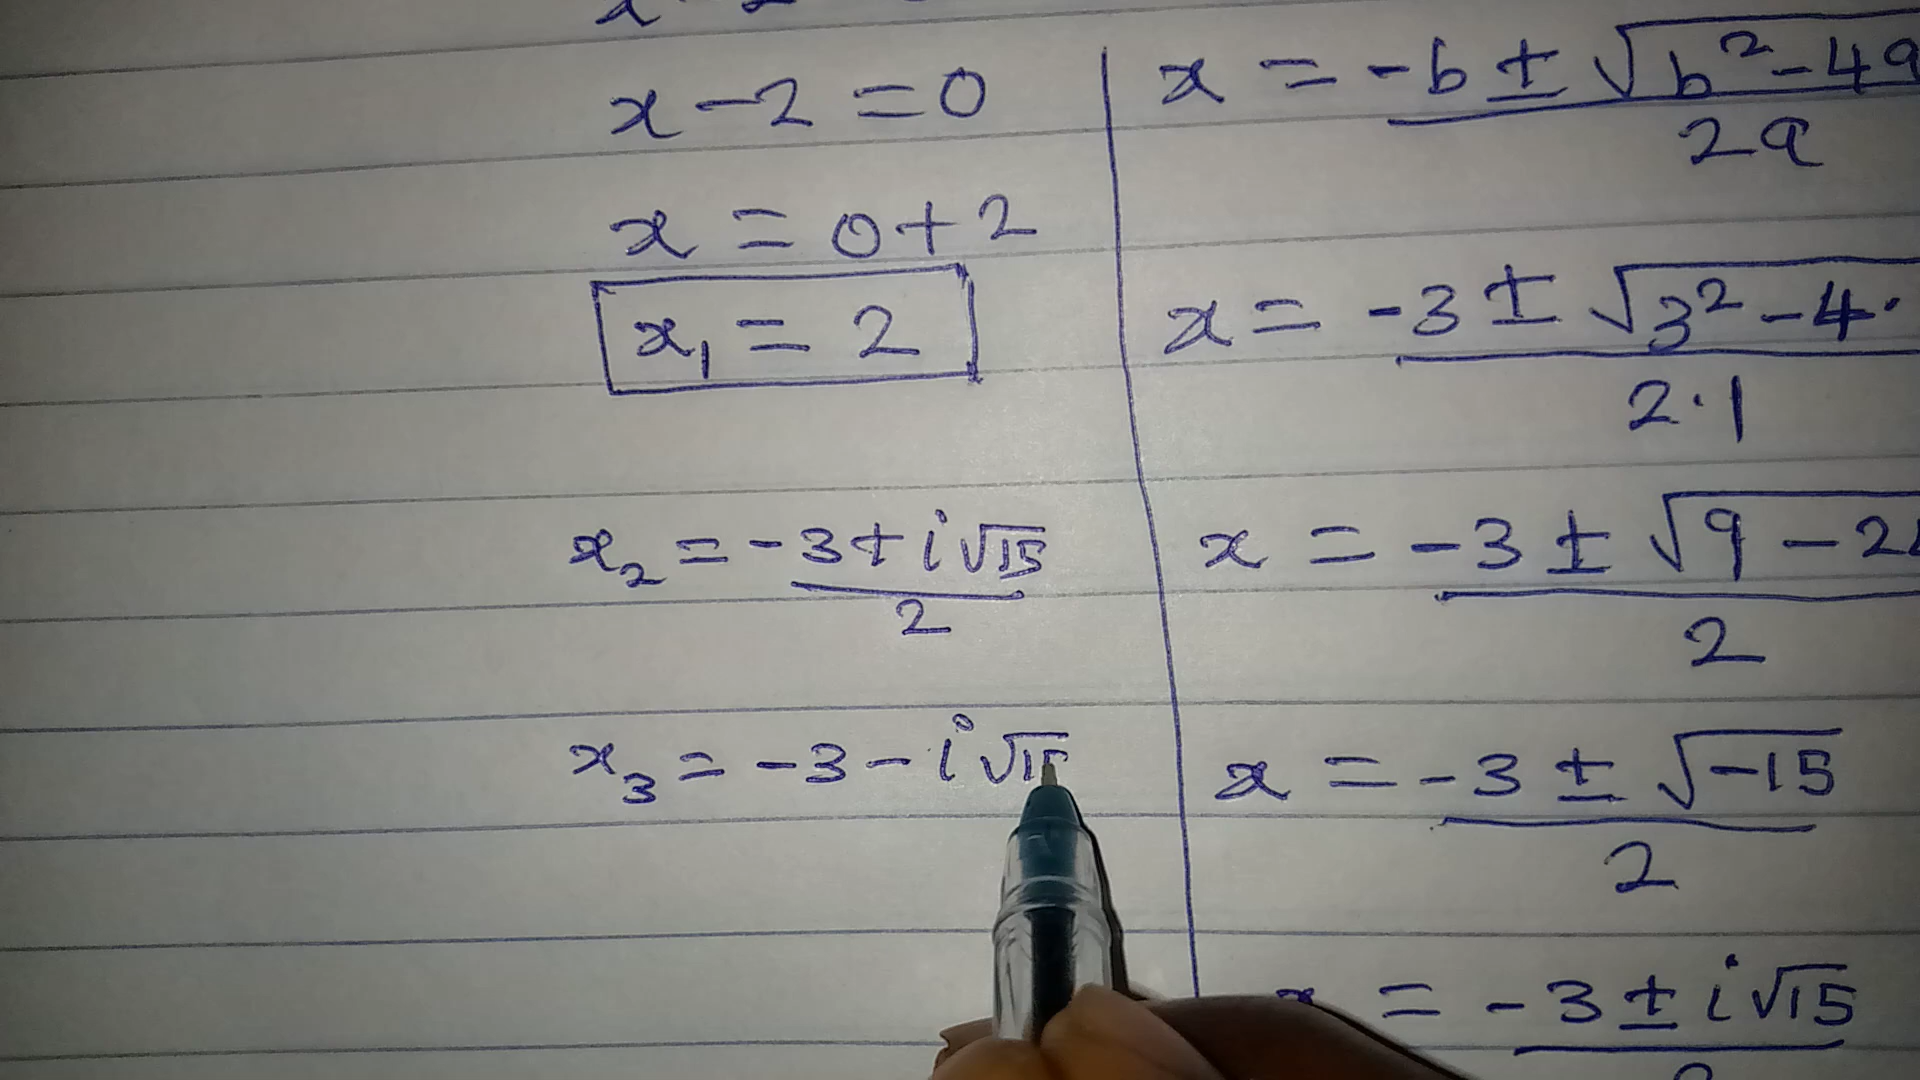 x - 2 = 0
x = 0 + 2
x₁ = 2
x₂ = -3 + i√15
2
x₃ = -3 - i√15
x = -b ± √b² - 4a
2a
x = -3 ± √3² - 4·
2·1
x = -3 ± √9 - 2
2
x = -3 ± √-15
2
= -3 ± i√15